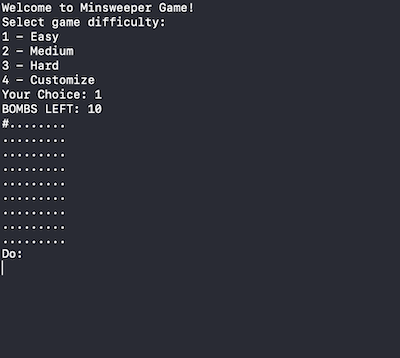 Welcome to Minsweeper Game!
Select game difficulty:
1 – Easy
2 – Medium
3 – Hard
4 – Customize
Your Choice: 1
BOMBS LEFT: 10
#........
.........
.........
.........
.........
.........
.........
.........
.........
Do: